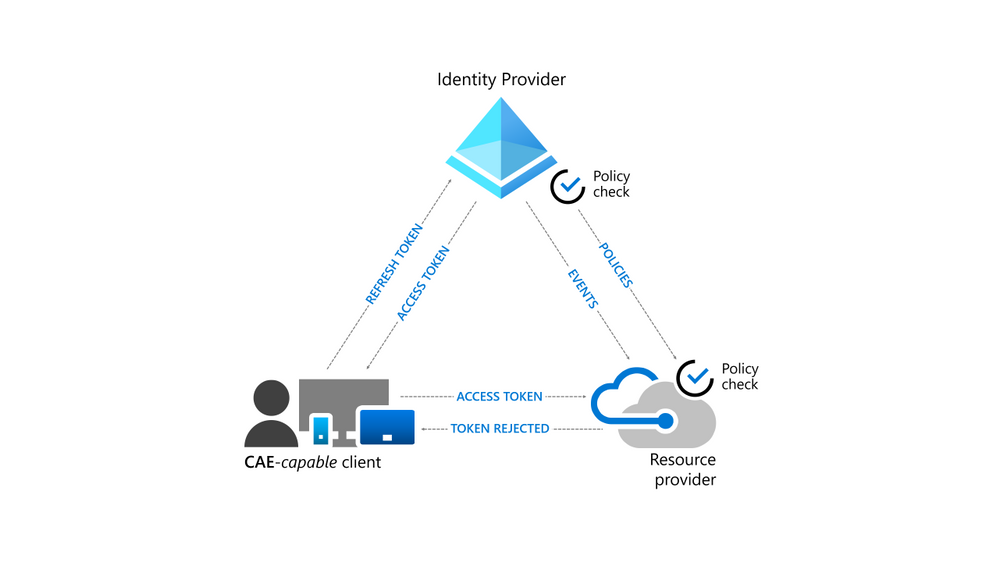 Identity Provider
Policy
check
REFRESH TOKEN
ACCESS TOKEN
EVENTS
POLICIES
Policy
check
ACCESS TOKEN
TOKEN REJECTED
CAE-capable client
Resource
provider